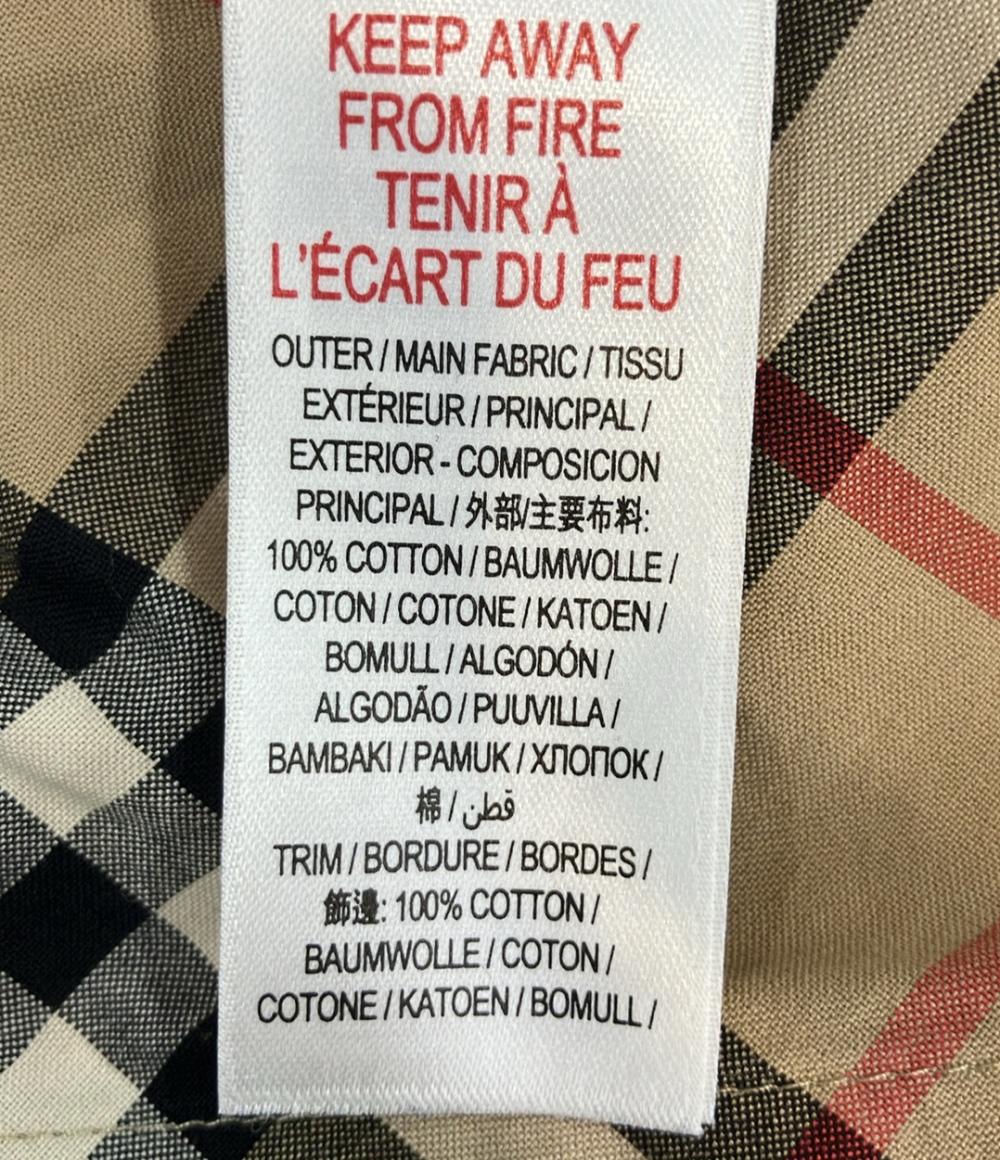 KEEP AWAY
FROM FIRE
TENIR À
L'ÉCART DU FEU
OUTER / MAIN FABRIC / TISSU
EXTÉRIEUR / PRINCIPAL /
EXTERIOR - COMPOSICION
PRINCIPAL / 外部/主要布料:
100% COTTON / BAUMWOLLE /
COTON / COTONE / KATOEN /
BOMULL / ALGODÓN /
ALGODÃO / PUUVILLA /
BAMBAKI / PAMUK / ХЛОПОК /
棉 / قطن
TRIM / BORDURE / BORDES /
飾邊: 100% COTTON /
BAUMWOLLE / COTON /
COTONE / KATOEN / BOMULL /